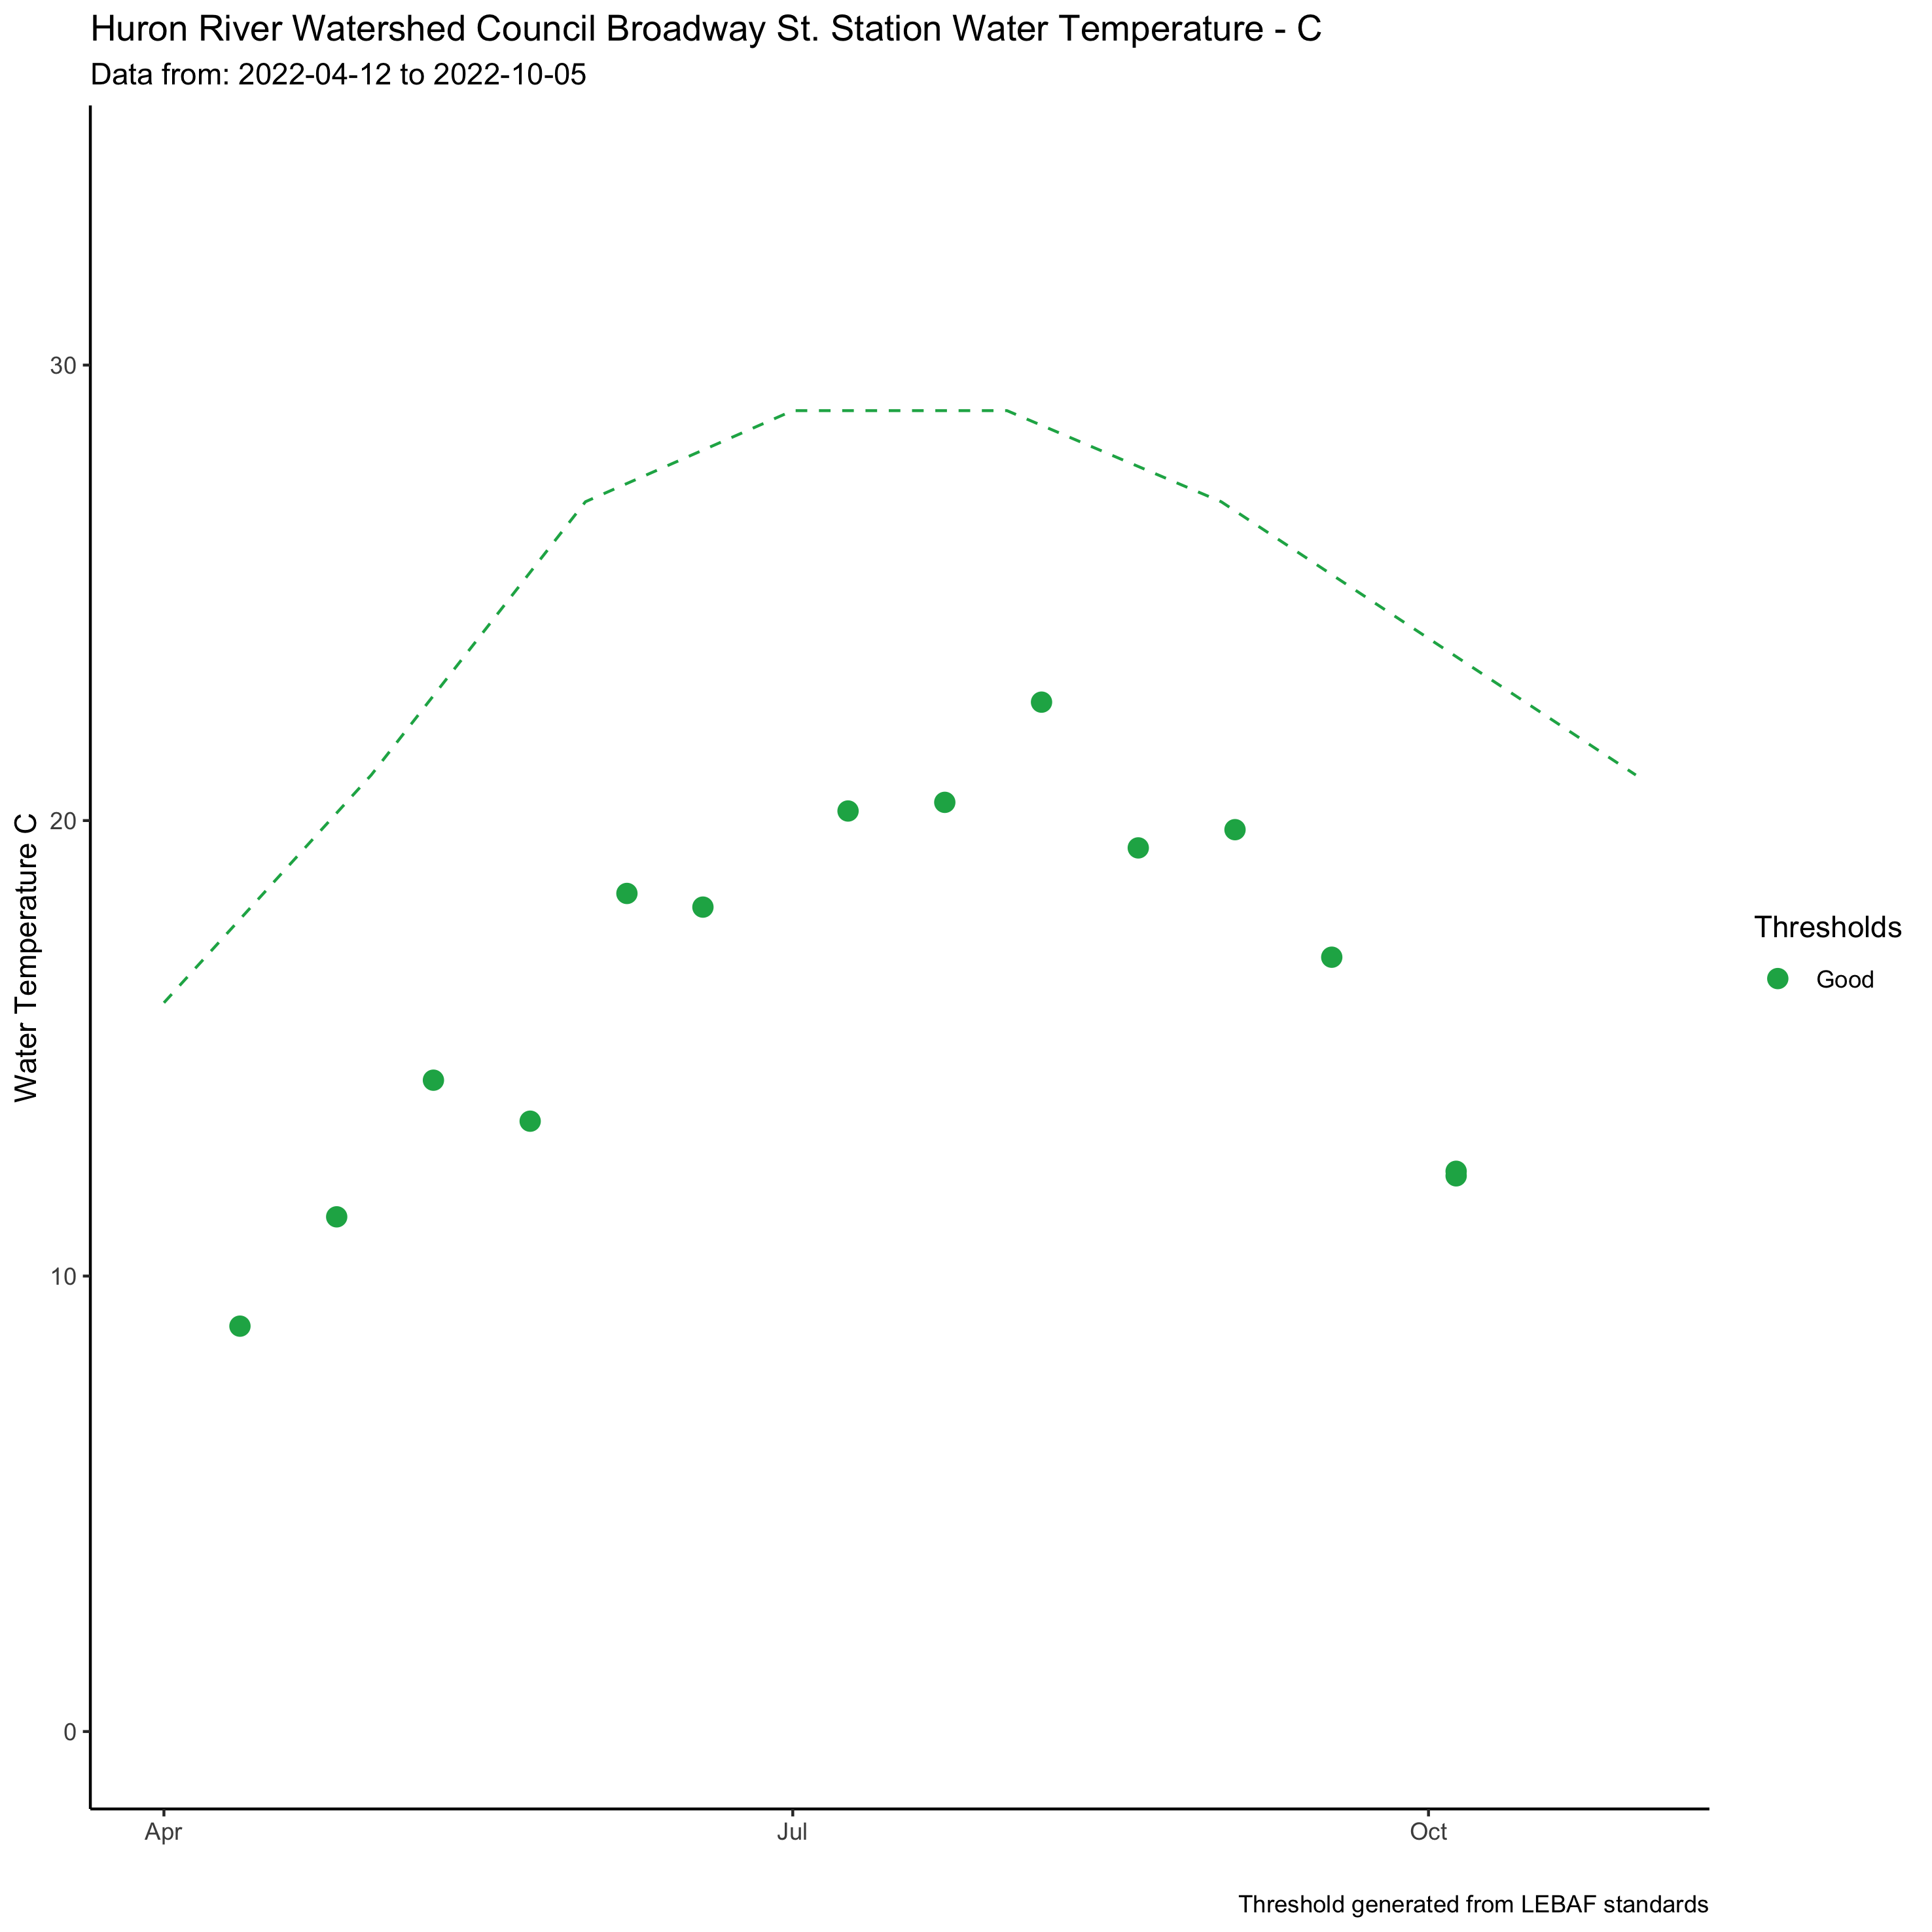 Huron River Watershed Council Broadway St. Station Water Temperature - C
Data from: 2022-04-12 to 2022-10-05
Water Temperature C
30
20
10
0
Apr
Jul
Oct
Thresholds
Good
Threshold generated from LEBAF standards